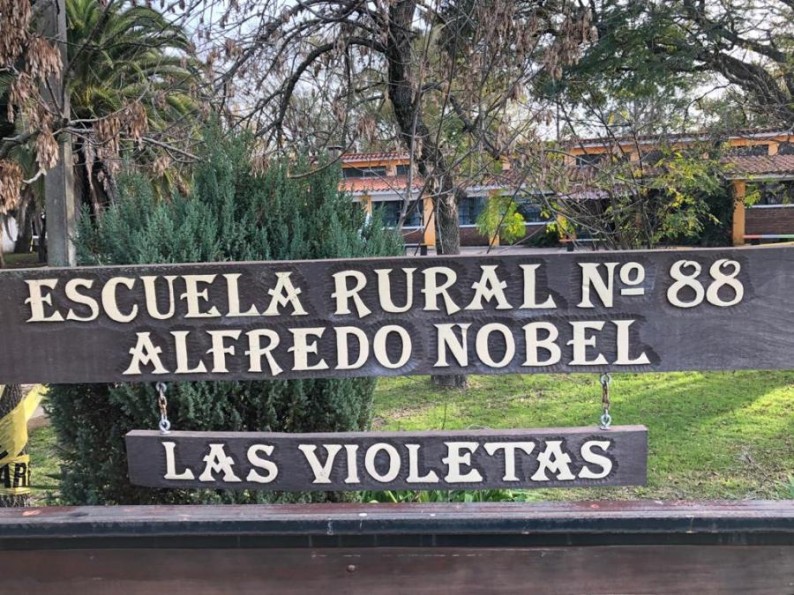 ESCUELA RURAL Nº 88
ALFREDO NOBEL
LAS VIOLETAS